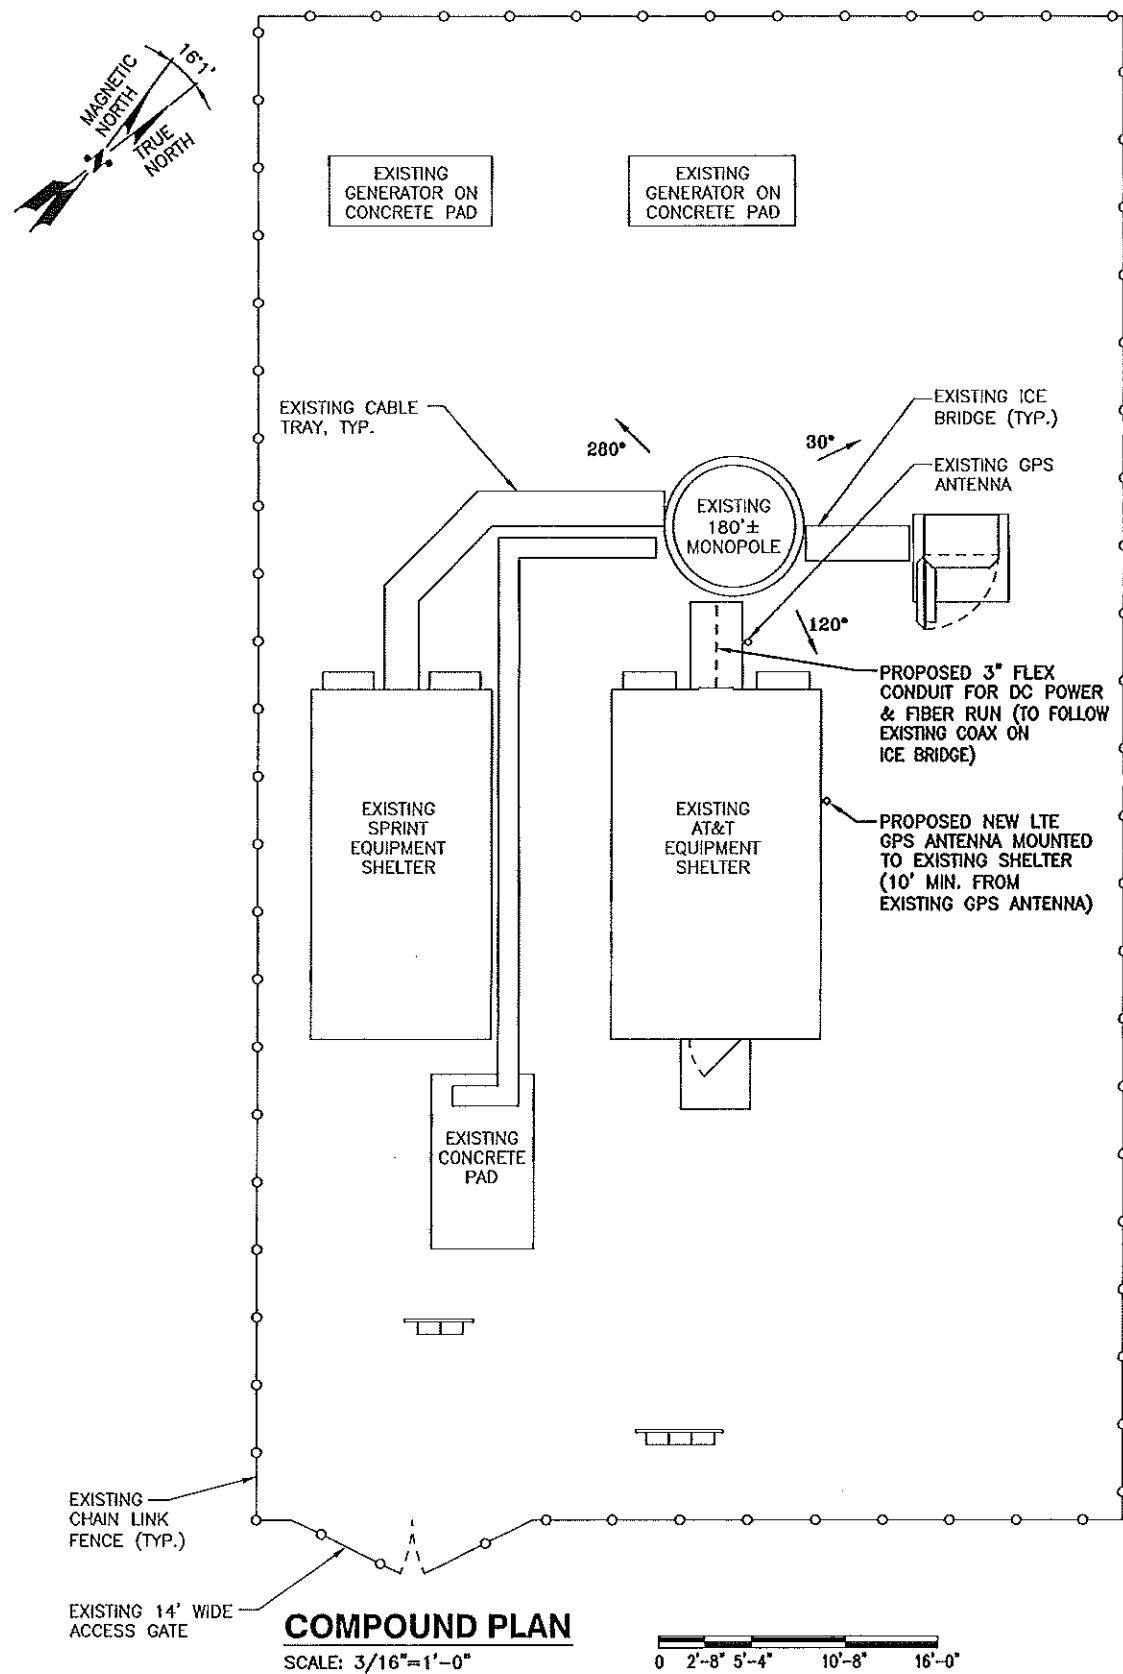 MAGNETIC
NORTH
16°1'
TRUE
NORTH
EXISTING
GENERATOR ON
CONCRETE PAD
EXISTING
GENERATOR ON
CONCRETE PAD
EXISTING CABLE
TRAY, TYP.
280°
30°
EXISTING ICE
BRIDGE (TYP.)
EXISTING GPS
ANTENNA
EXISTING
180'±
MONOPOLE
120°
PROPOSED 3" FLEX
CONDUIT FOR DC POWER
& FIBER RUN (TO FOLLOW
EXISTING COAX ON
ICE BRIDGE)
EXISTING
SPRINT
EQUIPMENT
SHELTER
EXISTING
AT&T
EQUIPMENT
SHELTER
PROPOSED NEW LTE
GPS ANTENNA MOUNTED
TO EXISTING SHELTER
(10' MIN. FROM
EXISTING GPS ANTENNA)
EXISTING
CONCRETE
PAD
EXISTING
CHAIN LINK
FENCE (TYP.)
EXISTING 14' WIDE
ACCESS GATE
COMPOUND PLAN
SCALE: 3/16"=1'-0"
0 2'-8" 5'-4" 10'-8" 16'-0"